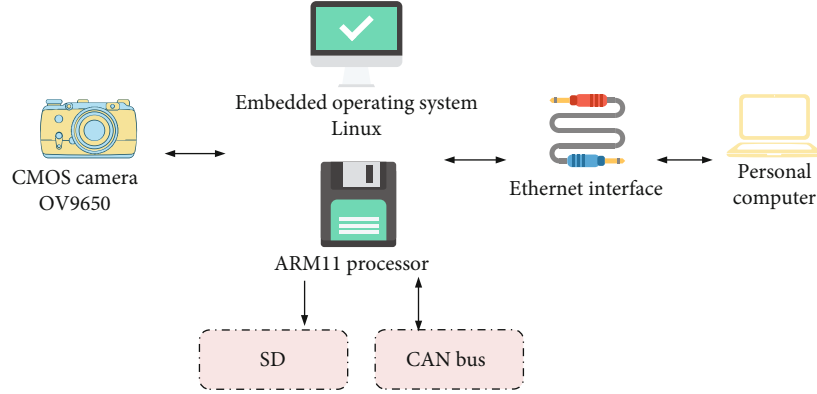 Embedded operating system
Linux
CMOS camera
OV9650
Ethernet interface
Personal
computer
ARM11 processor
SD
CAN bus